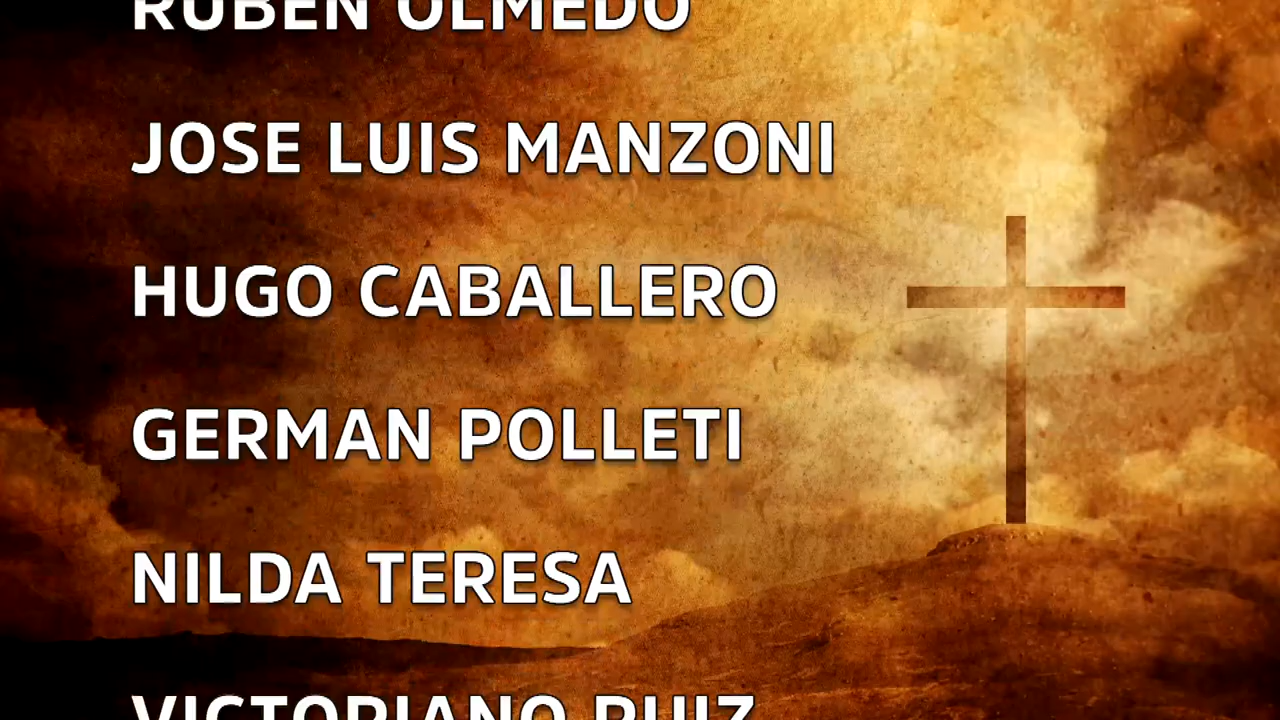 RUBEN OLMEDO
JOSE LUIS MANZONI
HUGO CABALLERO
GERMAN POLLETI
NILDA TERESA
VICTORIANO RUIZ